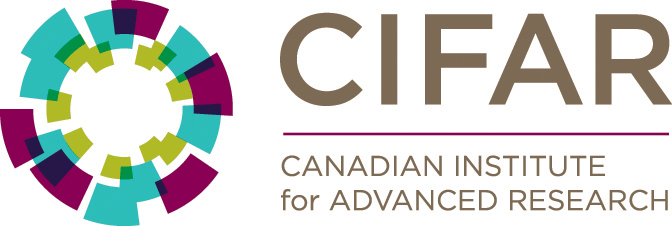 CIFAR
CANADIAN INSTITUTE
for ADVANCED RESEARCH